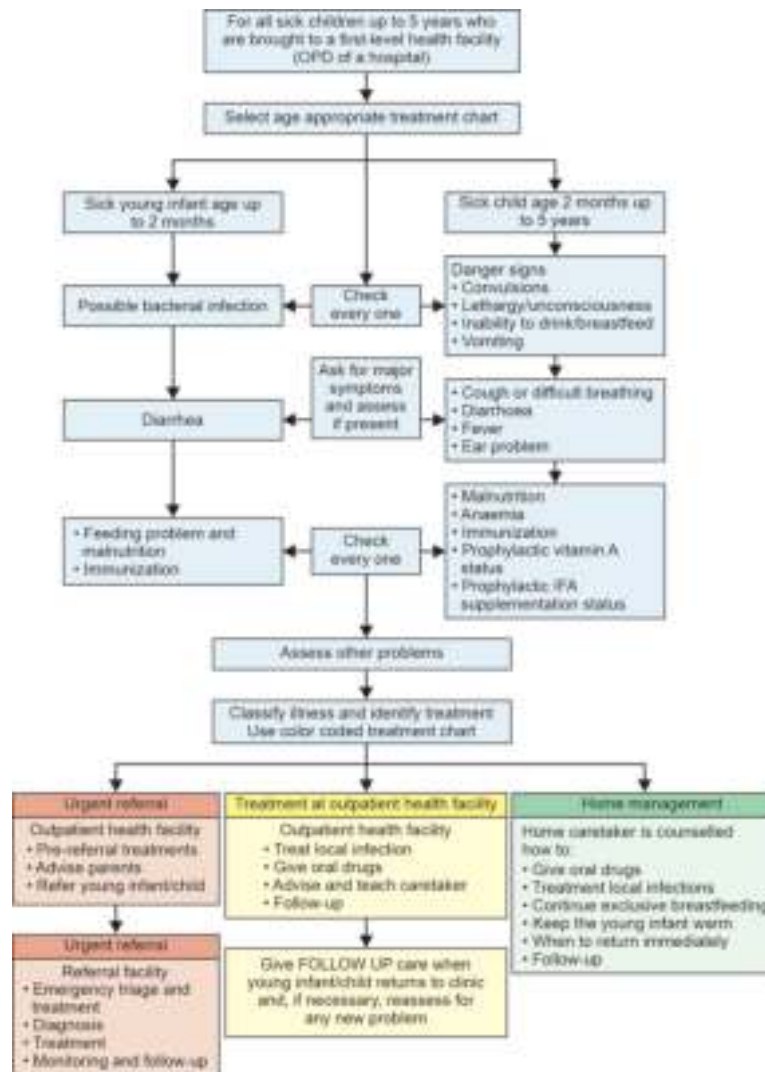 For all sick children up to 5 years who
are brought to a first-level health facility
(OPD of a hospital)
Select age appropriate treatment chart
Sick young infant age up
to 2 months
Sick child age 2 months up
to 5 years
Possible bacterial infection
Check
every one
Danger signs
• Convulsions
• Lethargy/unconsciousness
• Inability to drink/breastfeed
• Vomiting
Diarrhea
Ask for major
symptoms
and assess
if present
• Cough or difficult breathing
• Diarrhoea
• Fever
• Ear problem
• Feeding problem and
malnutrition
• Immunization
Check
every one
• Malnutrition
• Anaemia
• Immunization
• Prophylactic vitamin A
status
• Prophylactic IFA
supplementation status
Assess other problems
Classify illness and identify treatment
Use color coded treatment chart
Urgent referral
Outpatient health facility
• Pre-referral treatments
• Advise parents
• Refer young infant/child
Urgent referral
Referral facility
• Emergency triage and
treatment
• Diagnosis
• Treatment
• Monitoring and follow-up
Treatment at outpatient health facility
Outpatient health facility
• Treat local infection
• Give oral drugs
• Advise and teach caretaker
• Follow-up
Give FOLLOW UP care when
young infant/child returns to clinic
and, if necessary, reassess for
any new problem
Home management
Home caretaker is counselled
how to:
• Give oral drugs
• Treatment local infections
• Continue exclusive breastfeeding
• Keep the young infant warm
• When to return immediately
• Follow-up